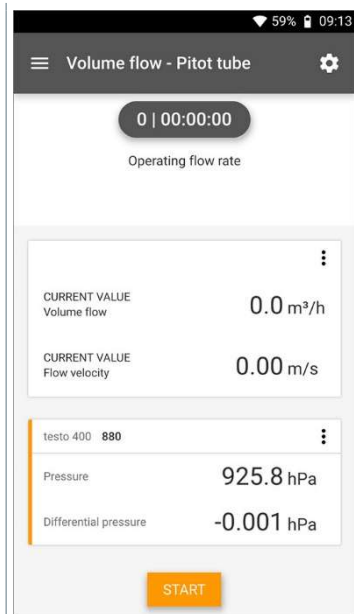 59% 09:13
Volume flow - Pitot tube
0 | 00:00:00
Operating flow rate
CURRENT VALUE
Volume flow
0.0 m³/h
CURRENT VALUE
Flow velocity
0.00 m/s
testo 400 880
Pressure
925.8 hPa
Differential pressure
-0.001 hPa
START